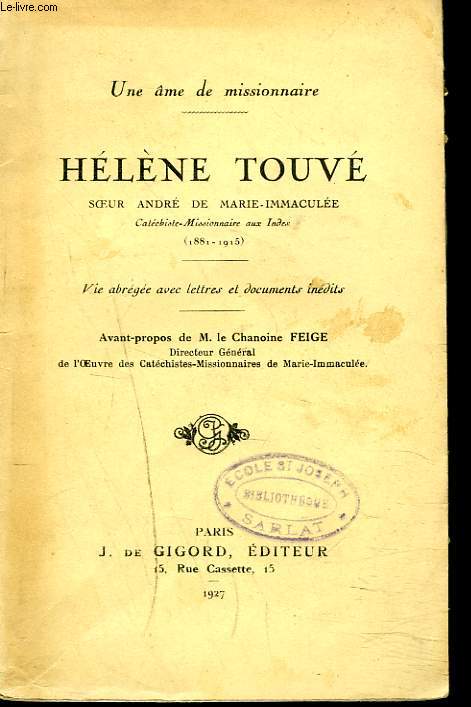 Le-livre.com
Une âme de missionnaire
HÉLÈNE TOUVÉ
SŒUR ANDRÉ DE MARIE-IMMACULÉE
Catéchiste-Missionnaire aux Indes
(1881-1915)
Vie abrégée avec lettres et documents inédits
Avant-propos de M. le Chanoine FEIGE
Directeur Général
de l'Œuvre des Catéchistes-Missionnaires de Marie-Immaculée.
ÉCOLE ST JOSEPH
BIBLIOTHEQUE
SARLAT
PARIS
J. DE GIGORD, ÉDITEUR
15, Rue Cassette, 15
1927